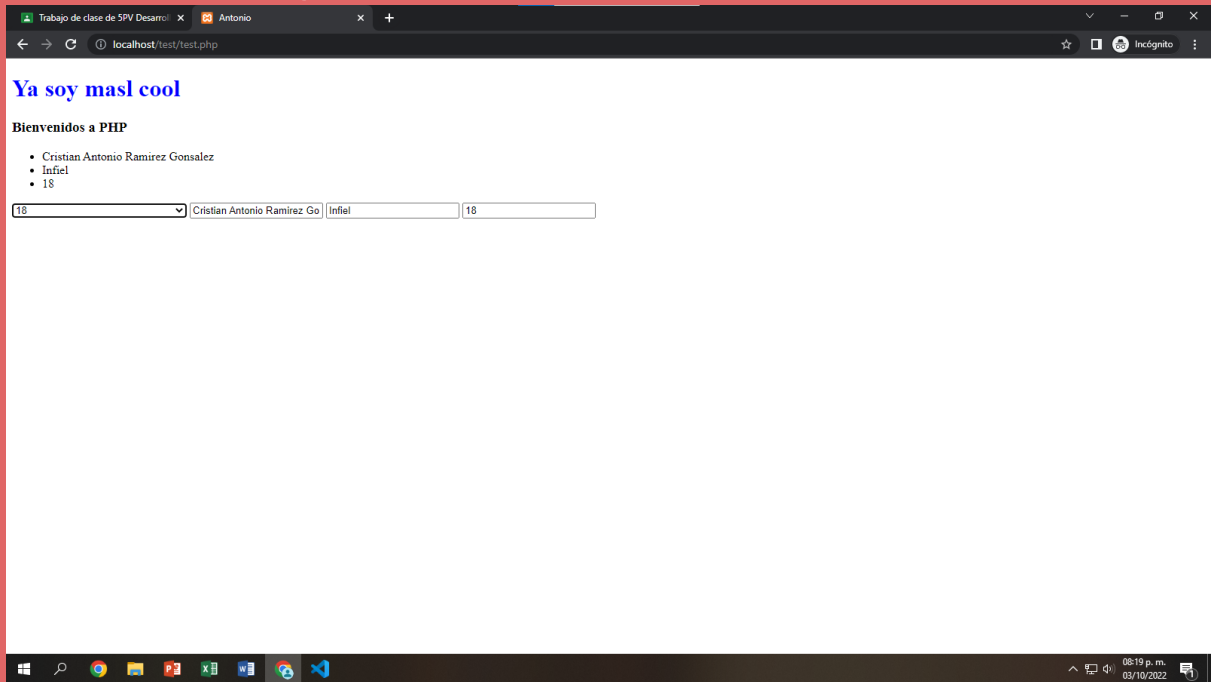 Trabajo de clase de 5PV Desarroll
Antonio
localhost/test/test.php
Incógnito
Ya soy masl cool
Bienvenidos a PHP
Cristian Antonio Ramirez Gonsalez
Infiel
18
18 Cristian Antonio Ramirez Go Infiel 18
08:19 p. m.
03/10/2022
1